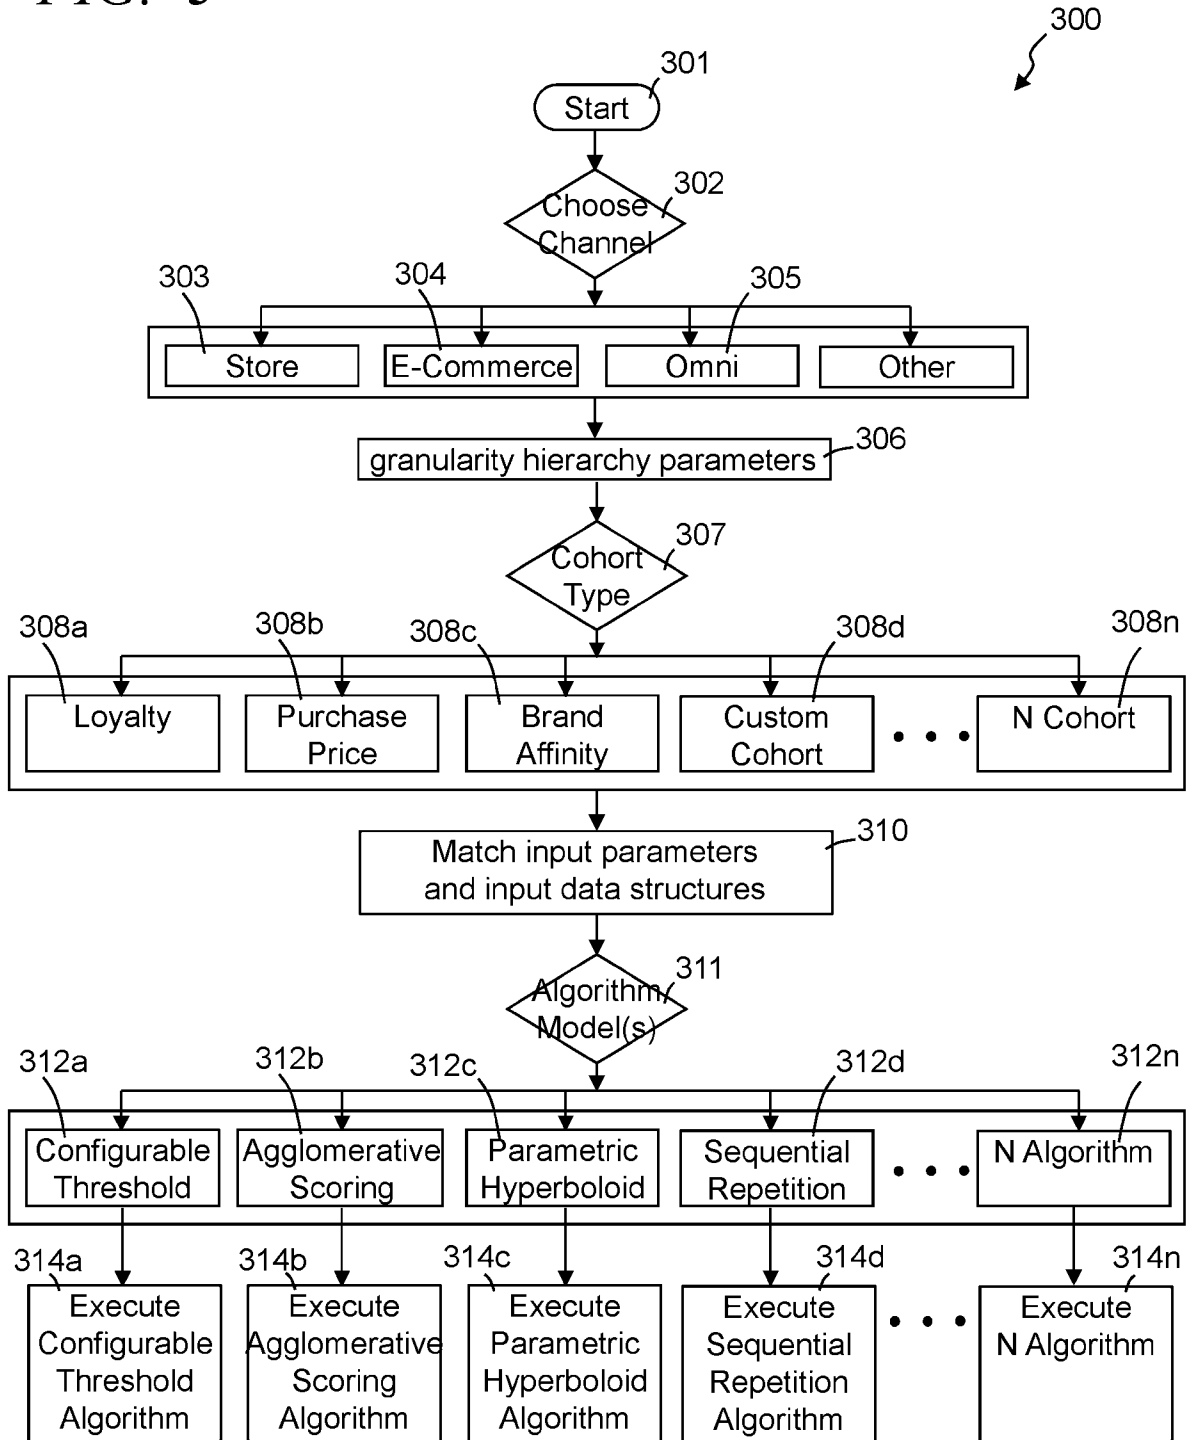 300
301
Start
302
Choose
Channel
303
304
305
Store
E-Commerce
Omni
Other
306
granularity hierarchy parameters
307
Cohort
Type
308a
308b
308c
308d
308n
Loyalty
Purchase
Price
Brand
Affinity
Custom
Cohort
• • •
N Cohort
310
Match input parameters
and input data structures
311
Algorithm
Model(s)
312a
312b
312c
312d
312n
Configurable
Threshold
Agglomerative
Scoring
Parametric
Hyperboloid
Sequential
Repetition
• • •
N Algorithm
314a
314b
314c
314d
314n
Execute
Configurable
Threshold
Algorithm
Execute
Agglomerative
Scoring
Algorithm
Execute
Parametric
Hyperboloid
Algorithm
Execute
Sequential
Repetition
Algorithm
• • •
Execute
N Algorithm